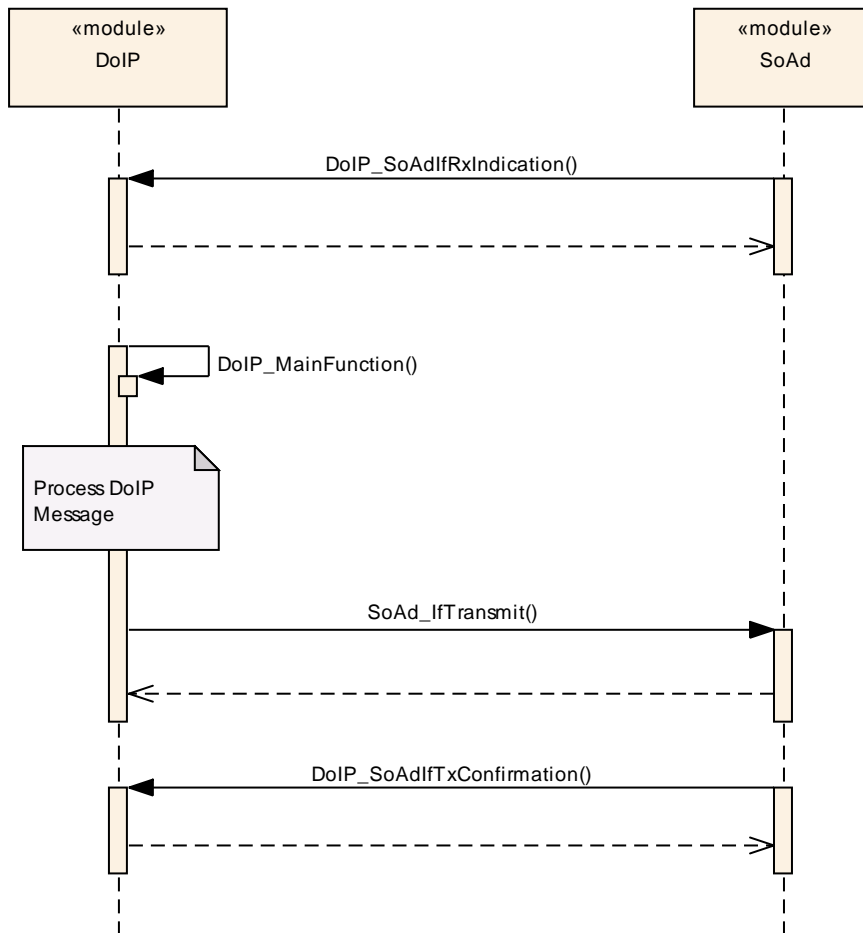 «module»
DoIP
«module»
SoAd
DoIP_SoAdIfRxIndication()
DoIP_MainFunction()
Process DoIP
Message
SoAd_IfTransmit()
DoIP_SoAdIfTxConfirmation()